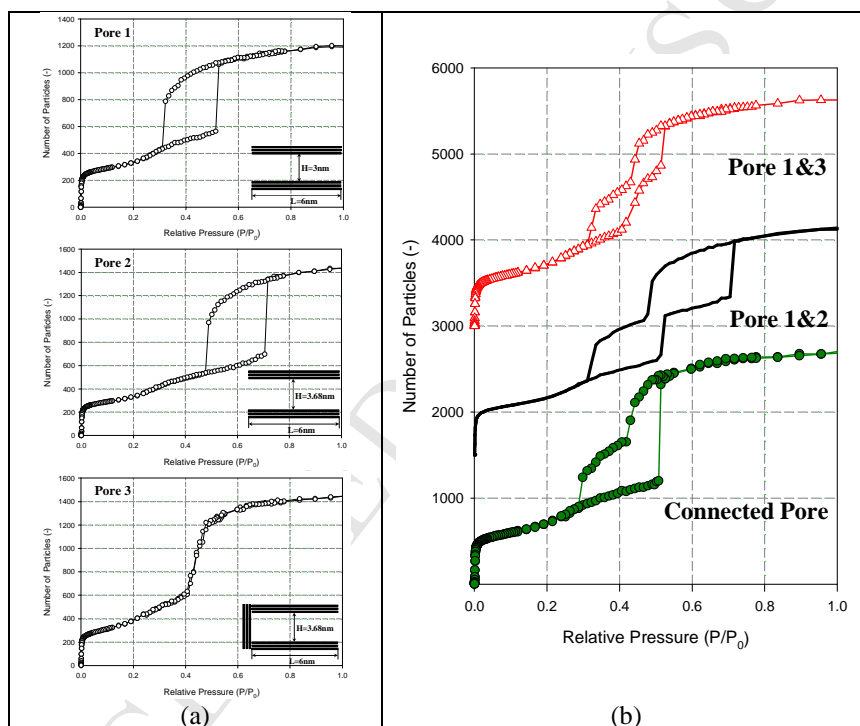 1400
Pore 1
1200
1000
800
600
400
200
0
Number of Particles (-)
H=3nm
L=6nm
0.0 0.2 0.4 0.6 0.8 1.0
Relative Pressure (P/P0)
1600
Pore 2
1400
1200
1000
800
600
400
200
0
Number of Particles (-)
H=3.68nm
L=6nm
0.0 0.2 0.4 0.6 0.8 1.0
Relative Pressure (P/P0)
1600
Pore 3
1400
1200
1000
800
600
400
200
0
Number of Particles (-)
H=3.68nm
L=6nm
0.0 0.2 0.4 0.6 0.8 1.0
Relative Pressure (P/P0)
(a)
6000
5000
4000
3000
2000
1000
Number of Particles (-)
Pore 1&3
Pore 1&2
Connected Pore
0.0 0.2 0.4 0.6 0.8 1.0
Relative Pressure (P/P0)
(b)